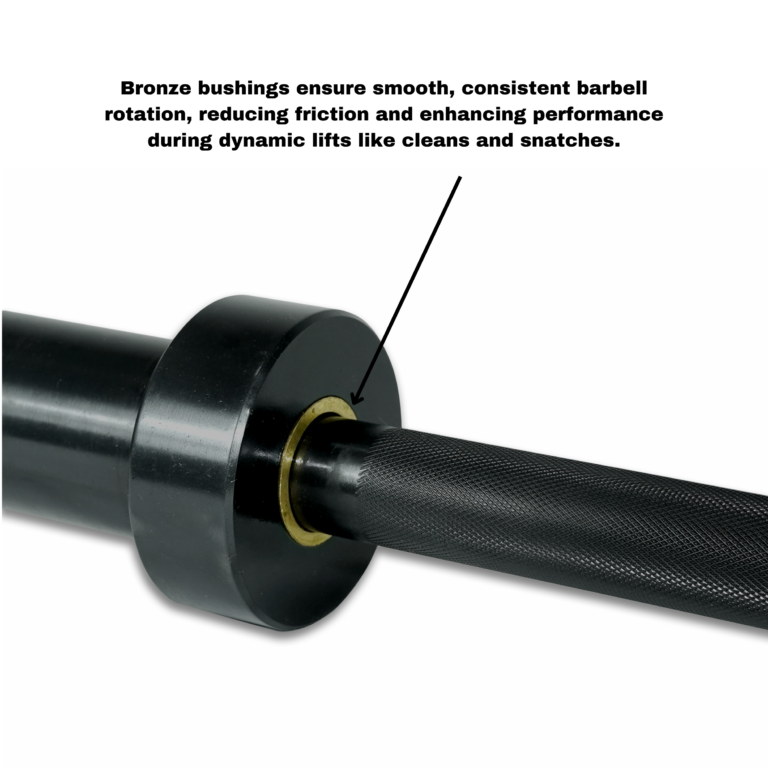 Bronze bushings ensure smooth, consistent barbell
rotation, reducing friction and enhancing performance
during dynamic lifts like cleans and snatches.